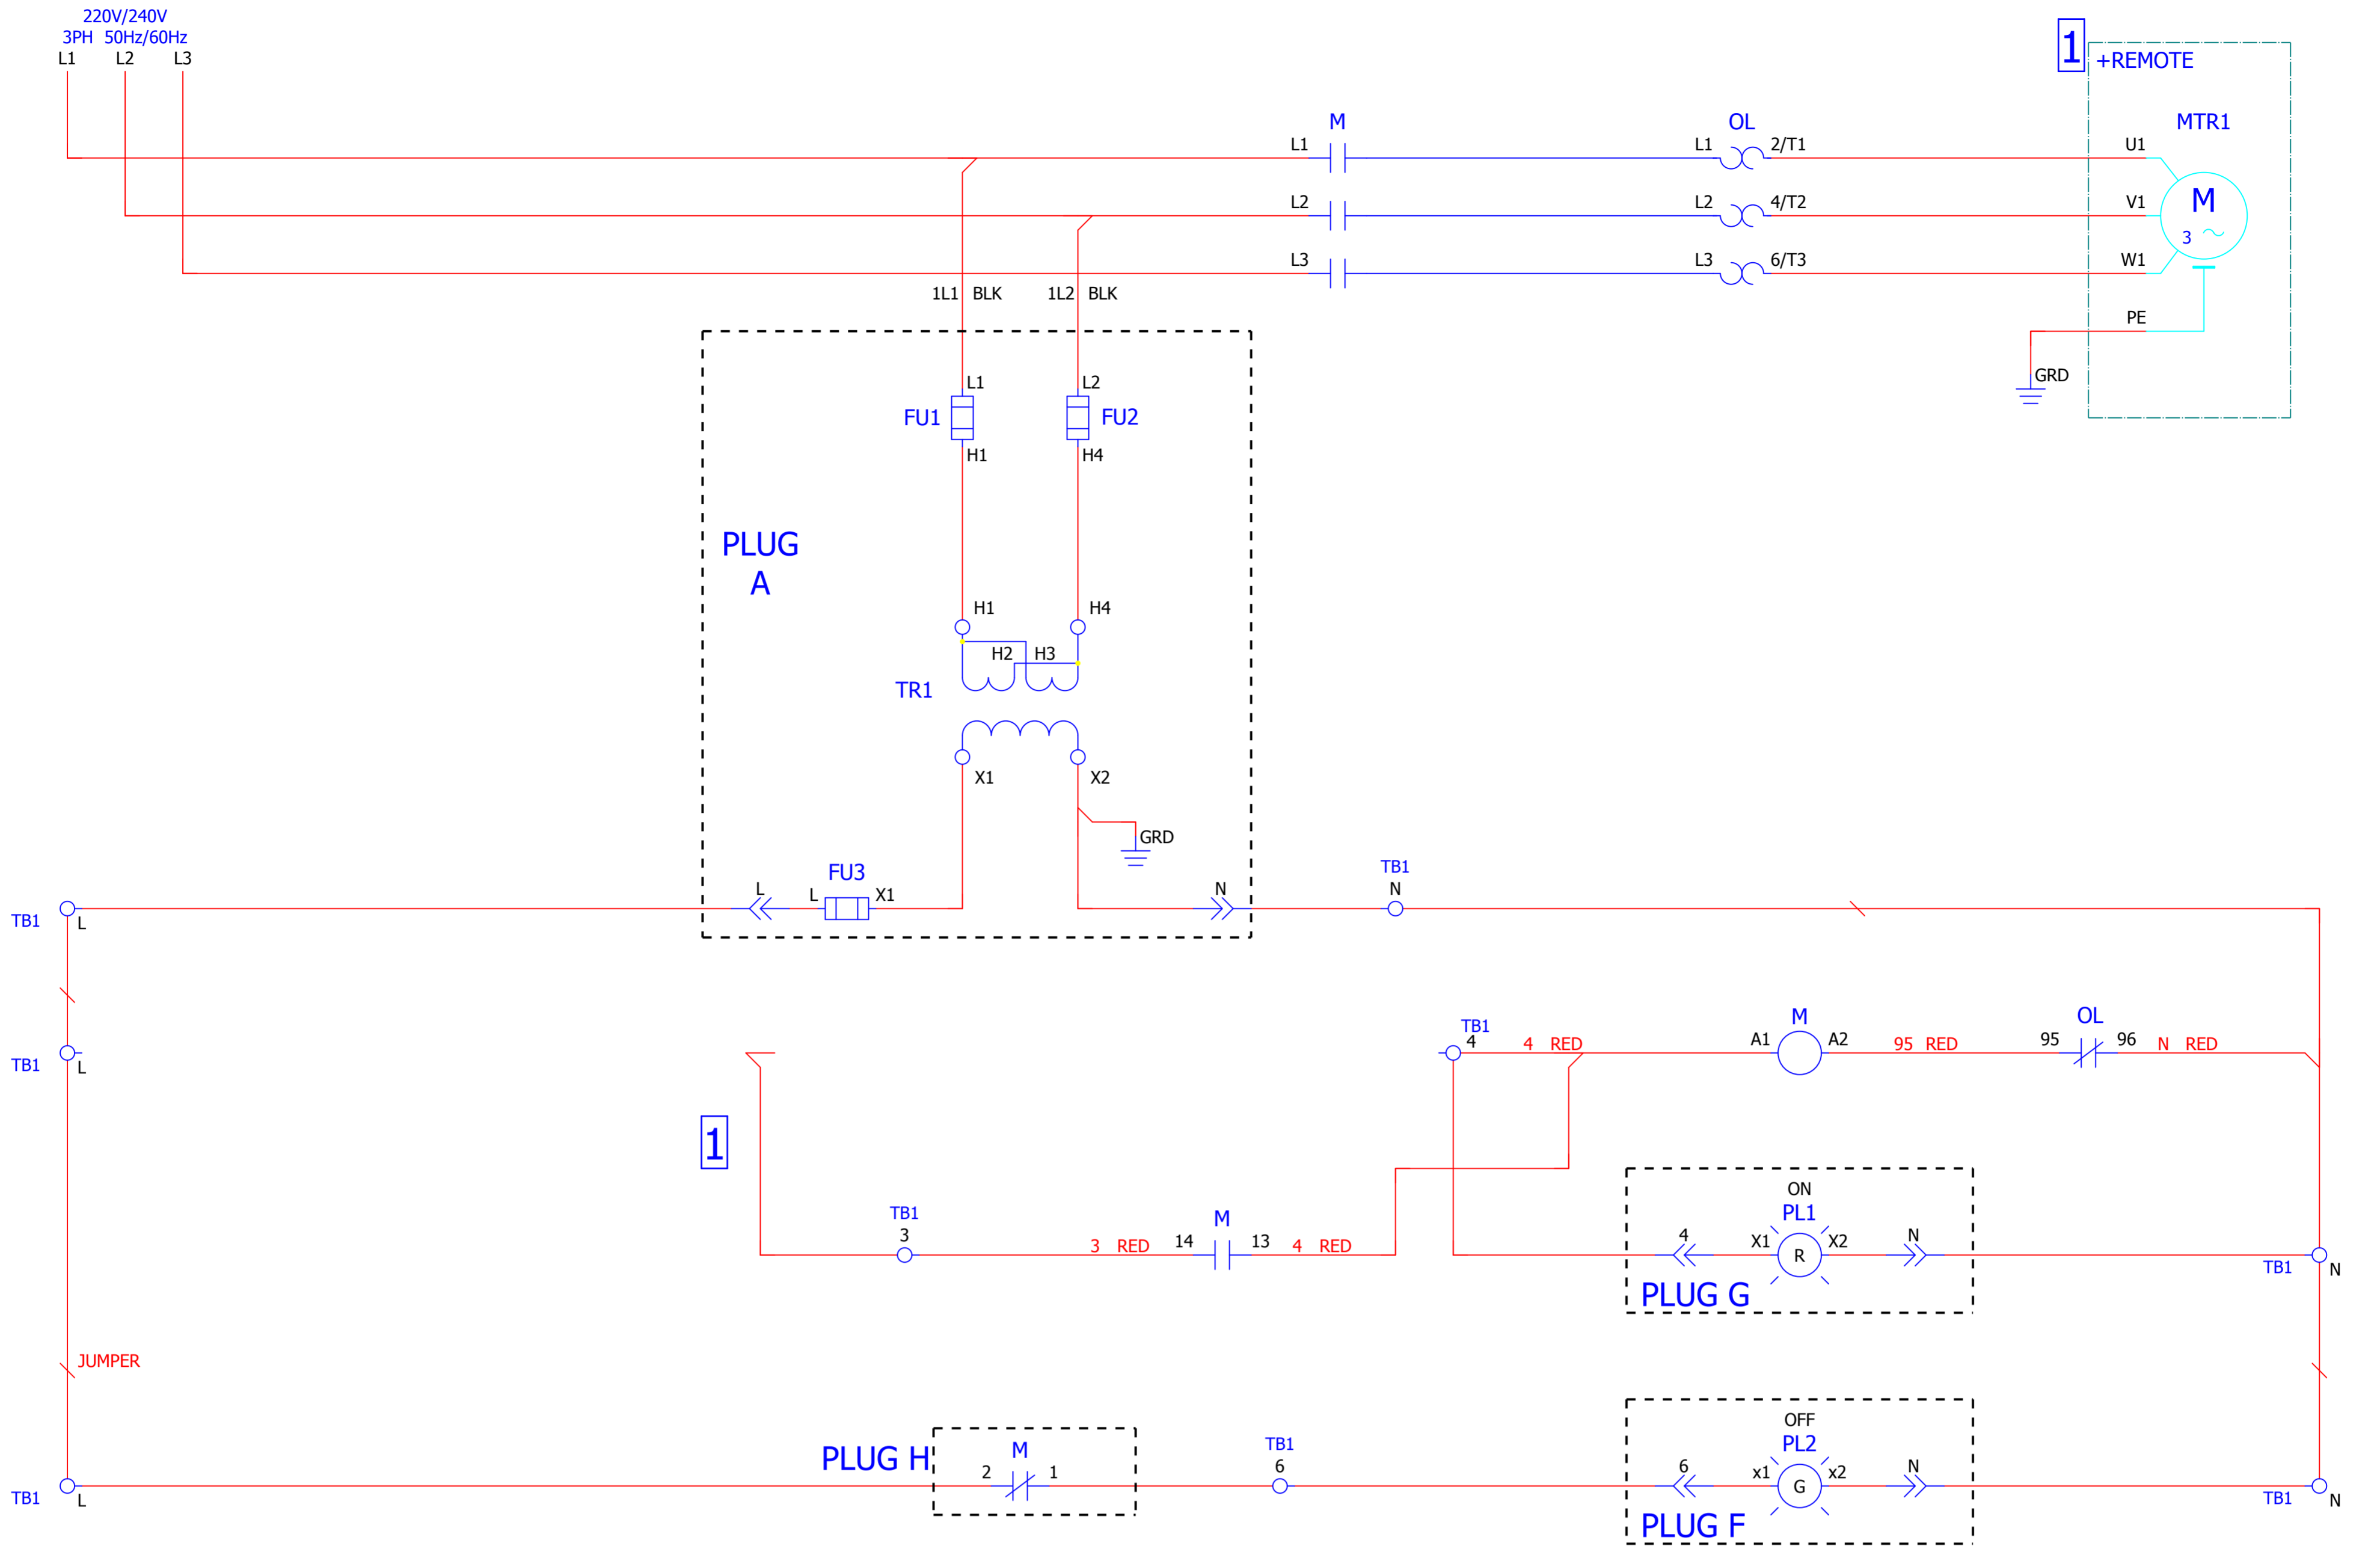 220V/240V
3PH 50Hz/60Hz
L1 L2 L3
1
+REMOTE
M
OL
MTR1
L1
L1
2/T1
U1
L2
L2
4/T2
V1
M
3
L3
L3
6/T3
W1
1L1 BLK
1L2 BLK
PE
GRD
L1
L2
FU1
FU2
H1
H4
PLUG
A
H1
H4
H2 H3
TR1
X1
X2
GRD
FU3
L
L
X1
N
TB1
N
TB1
L
TB1
L
TB1
4
4 RED
M
A1
A2
95 RED
OL
95
96
N RED
1
TB1
3
3 RED
M
14
13
4 RED
ON
PL1
4
X1
R
X2
N
PLUG G
TB1
N
JUMPER
PLUG H
M
2
1
TB1
6
OFF
PL2
6
x1
G
x2
N
PLUG F
TB1
L
TB1
N